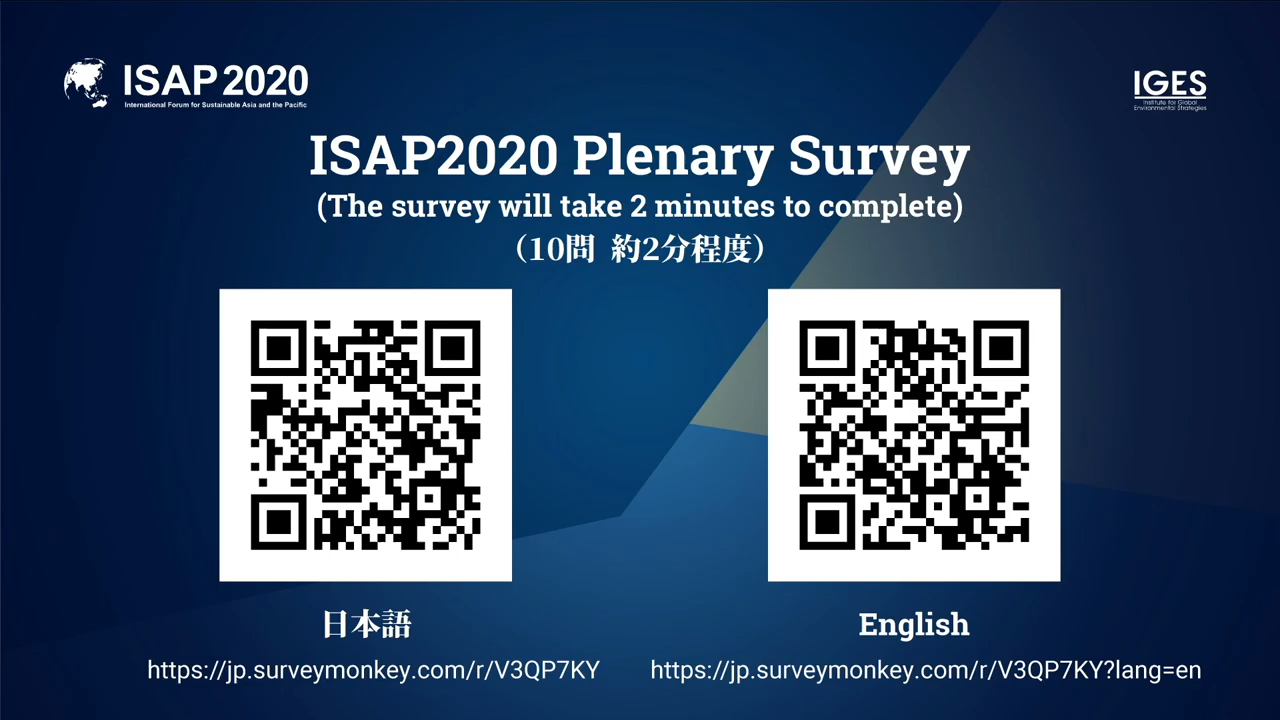 ISAP 2020
International Forum for Sustainable Asia and the Pacific
IGES
Institute for Global
Environmental Strategies
ISAP2020 Plenary Survey
(The survey will take 2 minutes to complete)
（10問 約2分程度）
日本語
English
https://jp.surveymonkey.com/r/V3QP7KY
https://jp.surveymonkey.com/r/V3QP7KY?lang=en